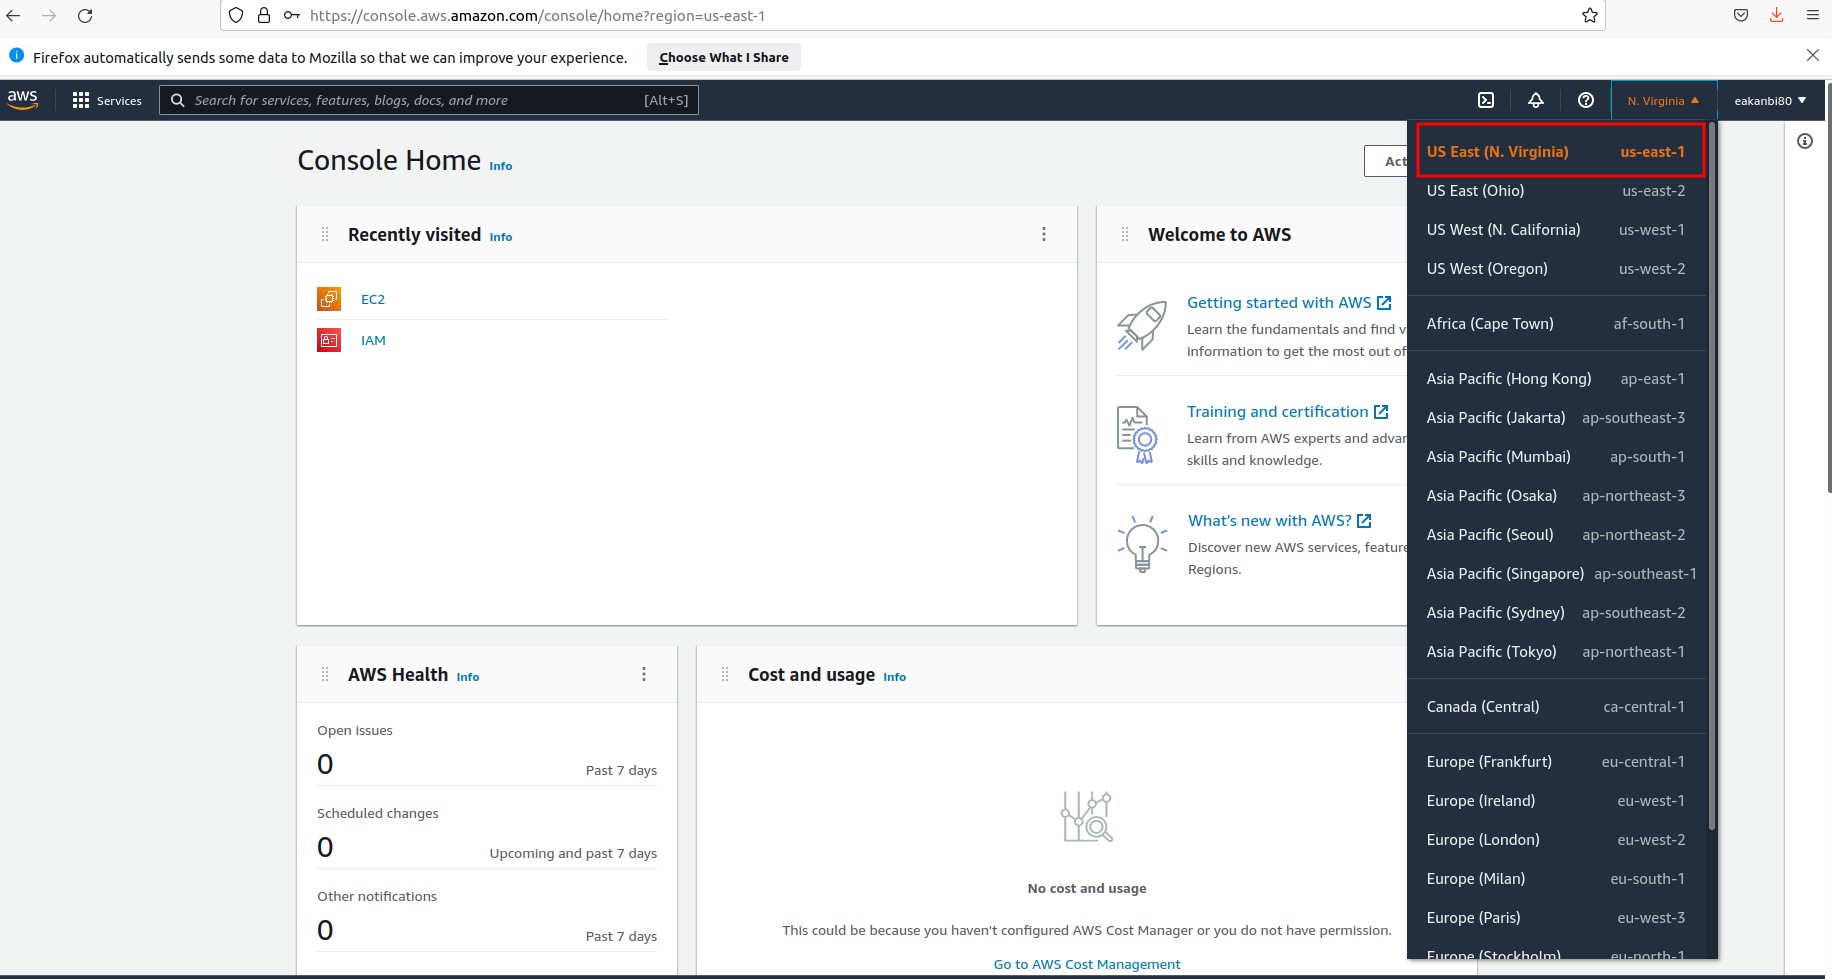 https://console.aws.amazon.com/console/home?region=us-east-1
Firefox automatically sends some data to Mozilla so that we can improve your experience. Choose What I Share
aws Services Search for services, features, blogs, docs, and more [Alt+S] N. Virginia eakanbi80
Console Home Info
Act
Recently visited Info
EC2
IAM
Welcome to AWS
Getting started with AWS
Learn the fundamentals and find v
information to get the most out of
Training and certification
Learn from AWS experts and advan
skills and knowledge.
What's new with AWS?
Discover new AWS services, feature
Regions.
AWS Health Info
Open issues
0 Past 7 days
Scheduled changes
0 Upcoming and past 7 days
Other notifications
0 Past 7 days
Cost and usage Info
No cost and usage
This could be because you haven't configured AWS Cost Manager or you do not have permission.
Go to AWS Cost Management
US East (N. Virginia) us-east-1
US East (Ohio) us-east-2
US West (N. California) us-west-1
US West (Oregon) us-west-2
Africa (Cape Town) af-south-1
Asia Pacific (Hong Kong) ap-east-1
Asia Pacific (Jakarta) ap-southeast-3
Asia Pacific (Mumbai) ap-south-1
Asia Pacific (Osaka) ap-northeast-3
Asia Pacific (Seoul) ap-northeast-2
Asia Pacific (Singapore) ap-southeast-1
Asia Pacific (Sydney) ap-southeast-2
Asia Pacific (Tokyo) ap-northeast-1
Canada (Central) ca-central-1
Europe (Frankfurt) eu-central-1
Europe (Ireland) eu-west-1
Europe (London) eu-west-2
Europe (Milan) eu-south-1
Europe (Paris) eu-west-3
Europe (Stockholm) eu-north-1